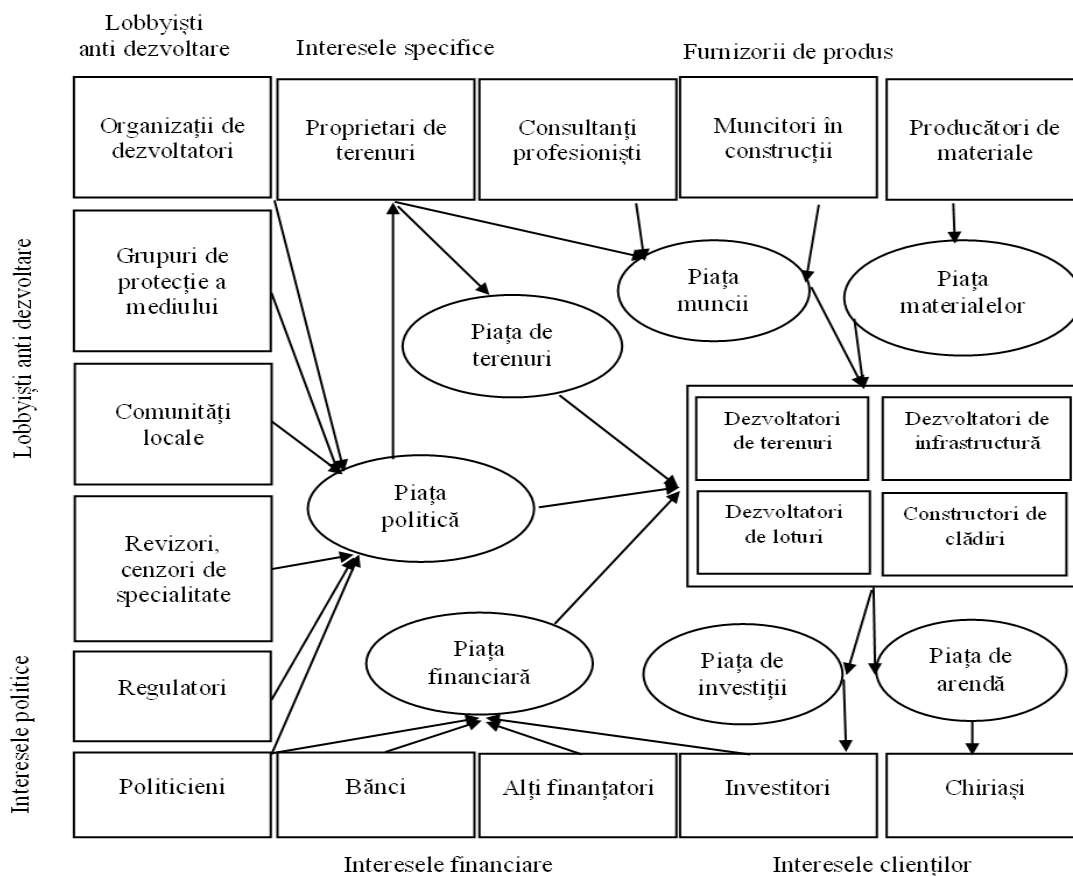 Lobbyiști
anti dezvoltare
Interesele specifice
Furnizorii de produs
Organizații de
dezvoltatori
Proprietari de
terenuri
Consultanți
profesioniști
Muncitori în
construcții
Producători de
materiale
Lobbyiști anti dezvoltare
Grupuri de
protecție a
mediului
Piața
muncii
Piața
materialelor
Piața de
terenuri
Comunități
locale
Dezvoltatori
de terenuri
Dezvoltatori de
infrastructură
Piața
politică
Dezvoltatori
de loturi
Constructori de
clădiri
Revizori,
cenzori de
specialitate
Interesele politice
Regulatori
Piața
financiară
Piața de
investiții
Piața de
arendă
Politicieni
Bănci
Alți finanțatori
Investitori
Chiriași
Interesele financiare
Interesele clienților